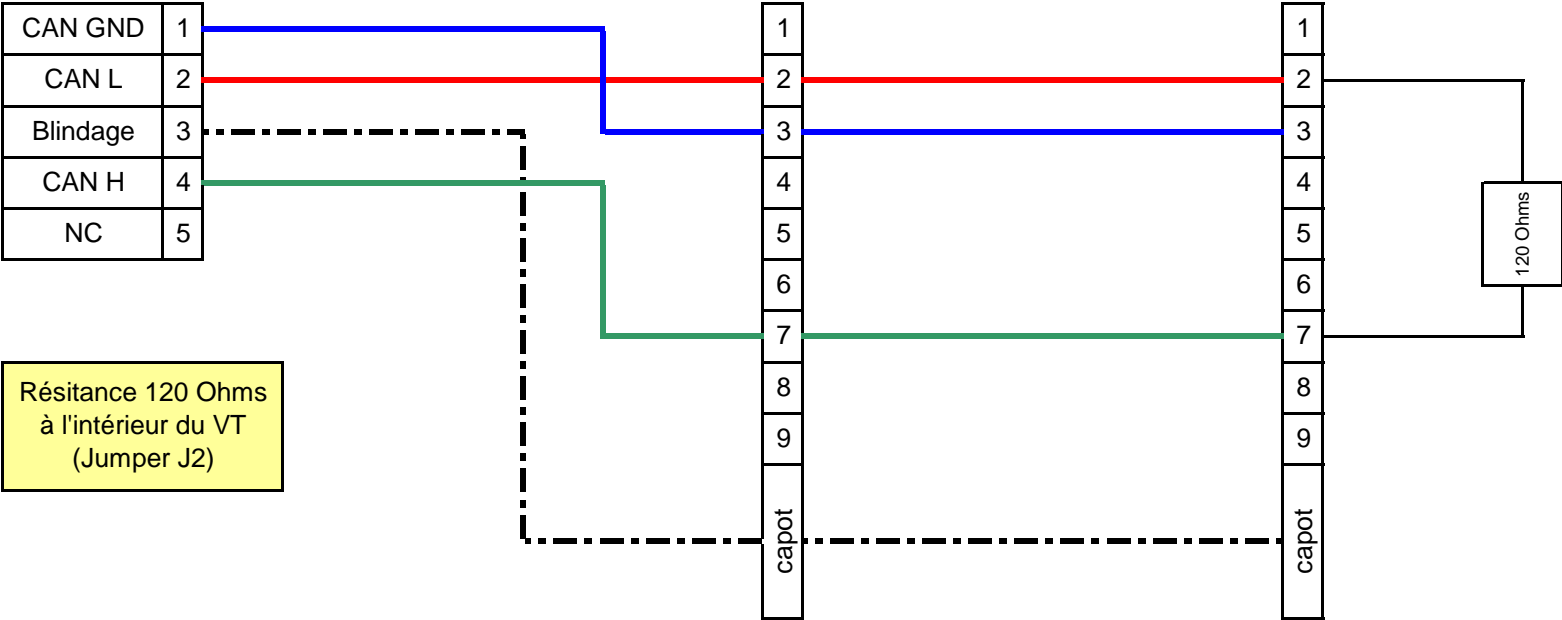 CAN GND 1
CAN L 2
Blindage 3
CAN H 4
NC 5
Résitance 120 Ohms
à l'intérieur du VT
(Jumper J2)
1
2
3
4
5
6
7
8
9
capot
1
2
3
4
5
6
7
8
9
capot
120 Ohms